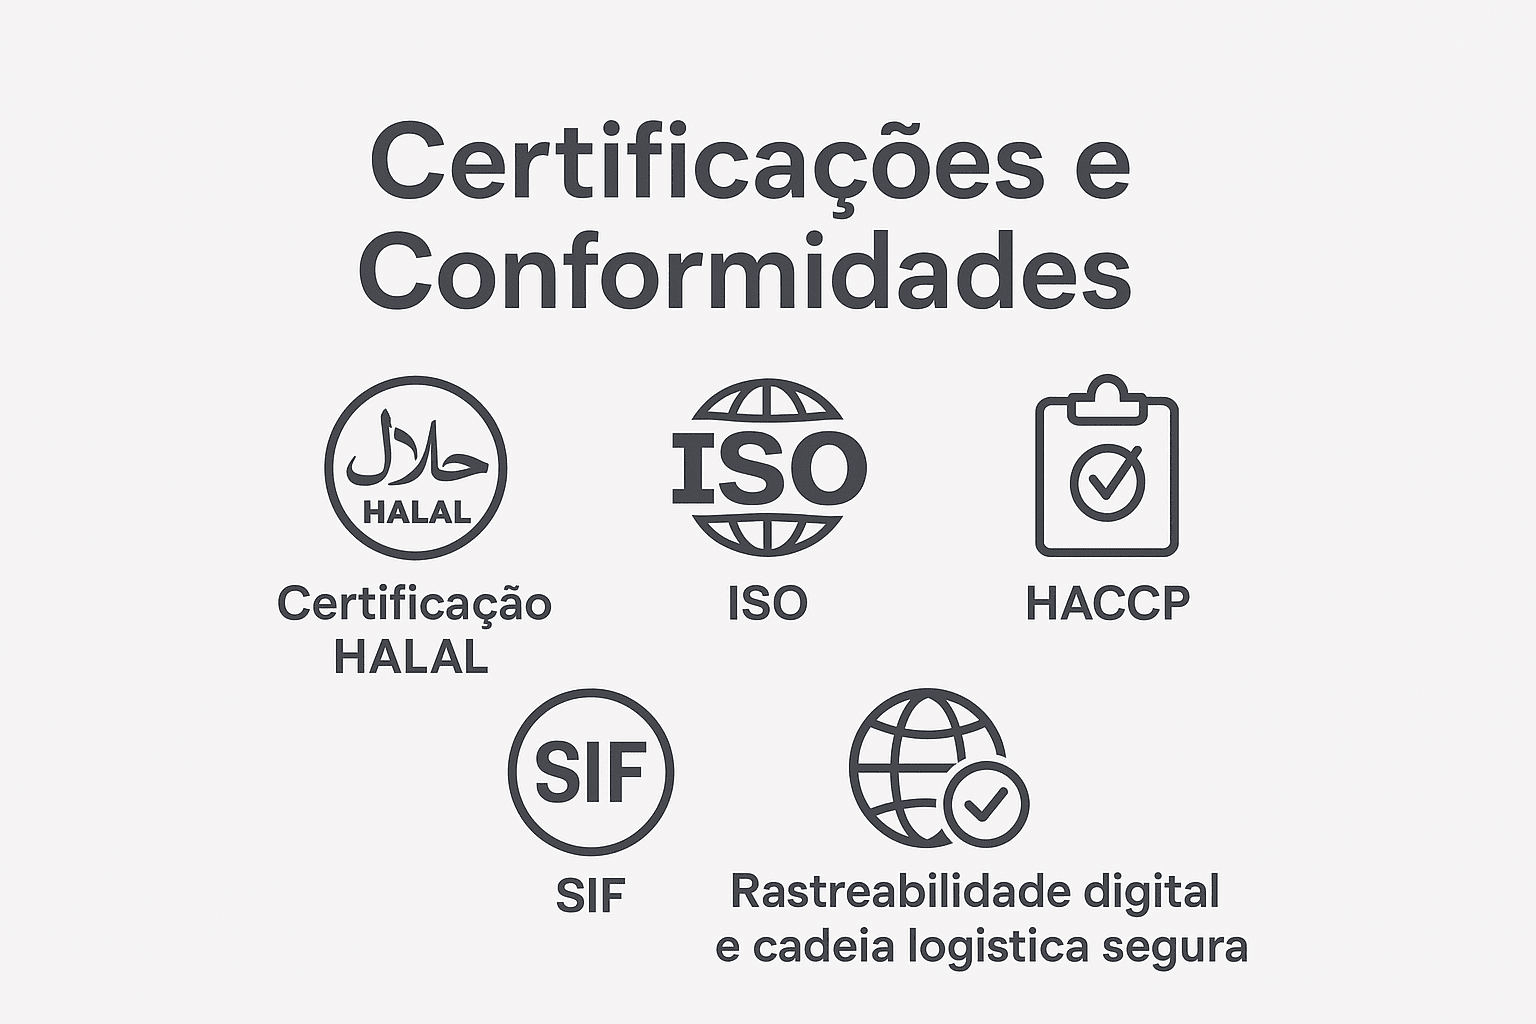 Certificações e
Conformidades
حلال
HALAL
Certificação
HALAL
ISO
ISO
HACCP
SIF
SIF
Rastreabilidade digital
e cadeia logistica segura